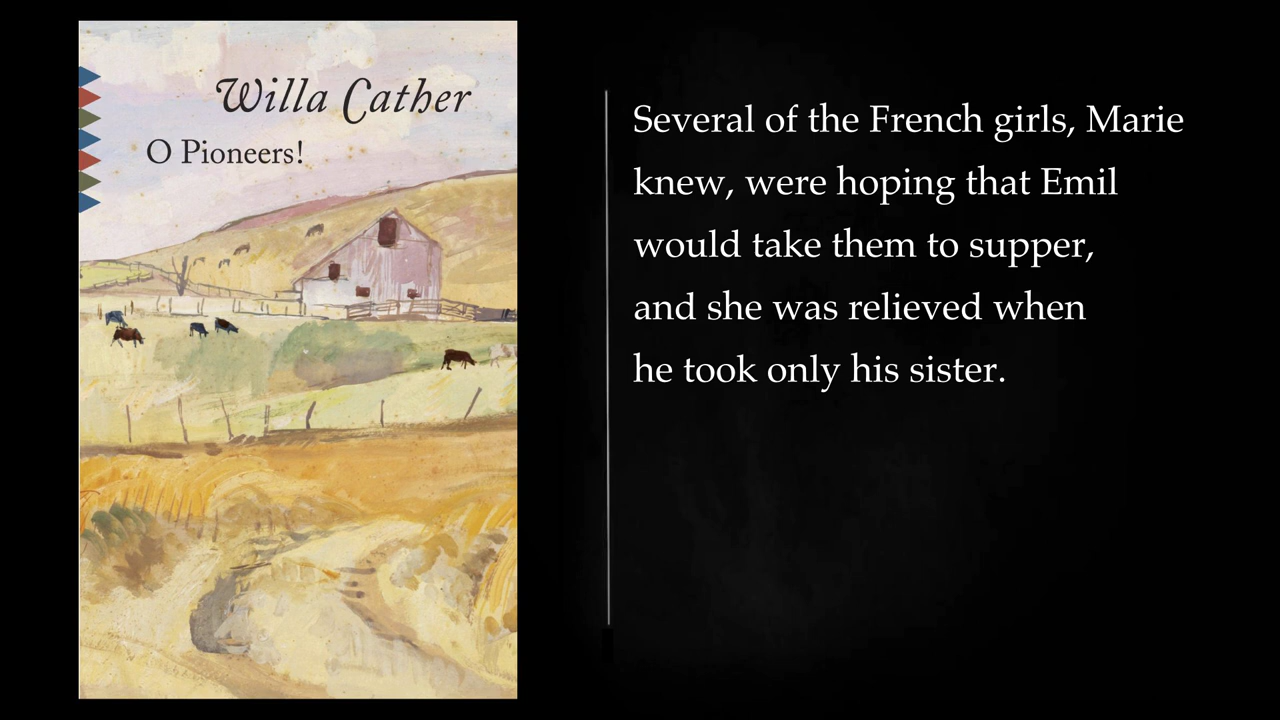 Willa Cather
O Pioneers!
Several of the French girls, Marie
knew, were hoping that Emil
would take them to supper,
and she was relieved when
he took only his sister.